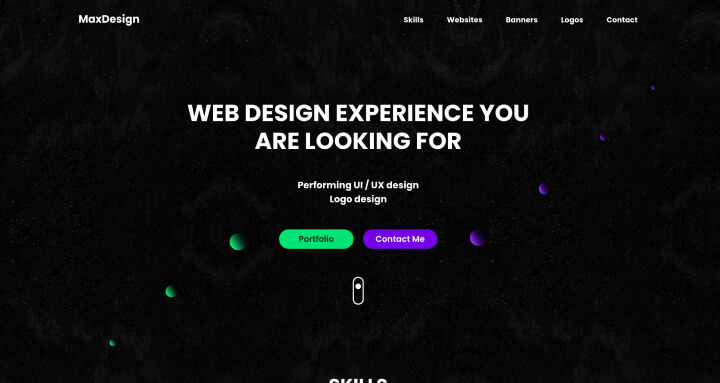 MaxDesign
Skills Websites Banners Logos Contact
WEB DESIGN EXPERIENCE YOU
ARE LOOKING FOR
Performing UI / UX design
Logo design
Portfolio Contact Me
SKILLS